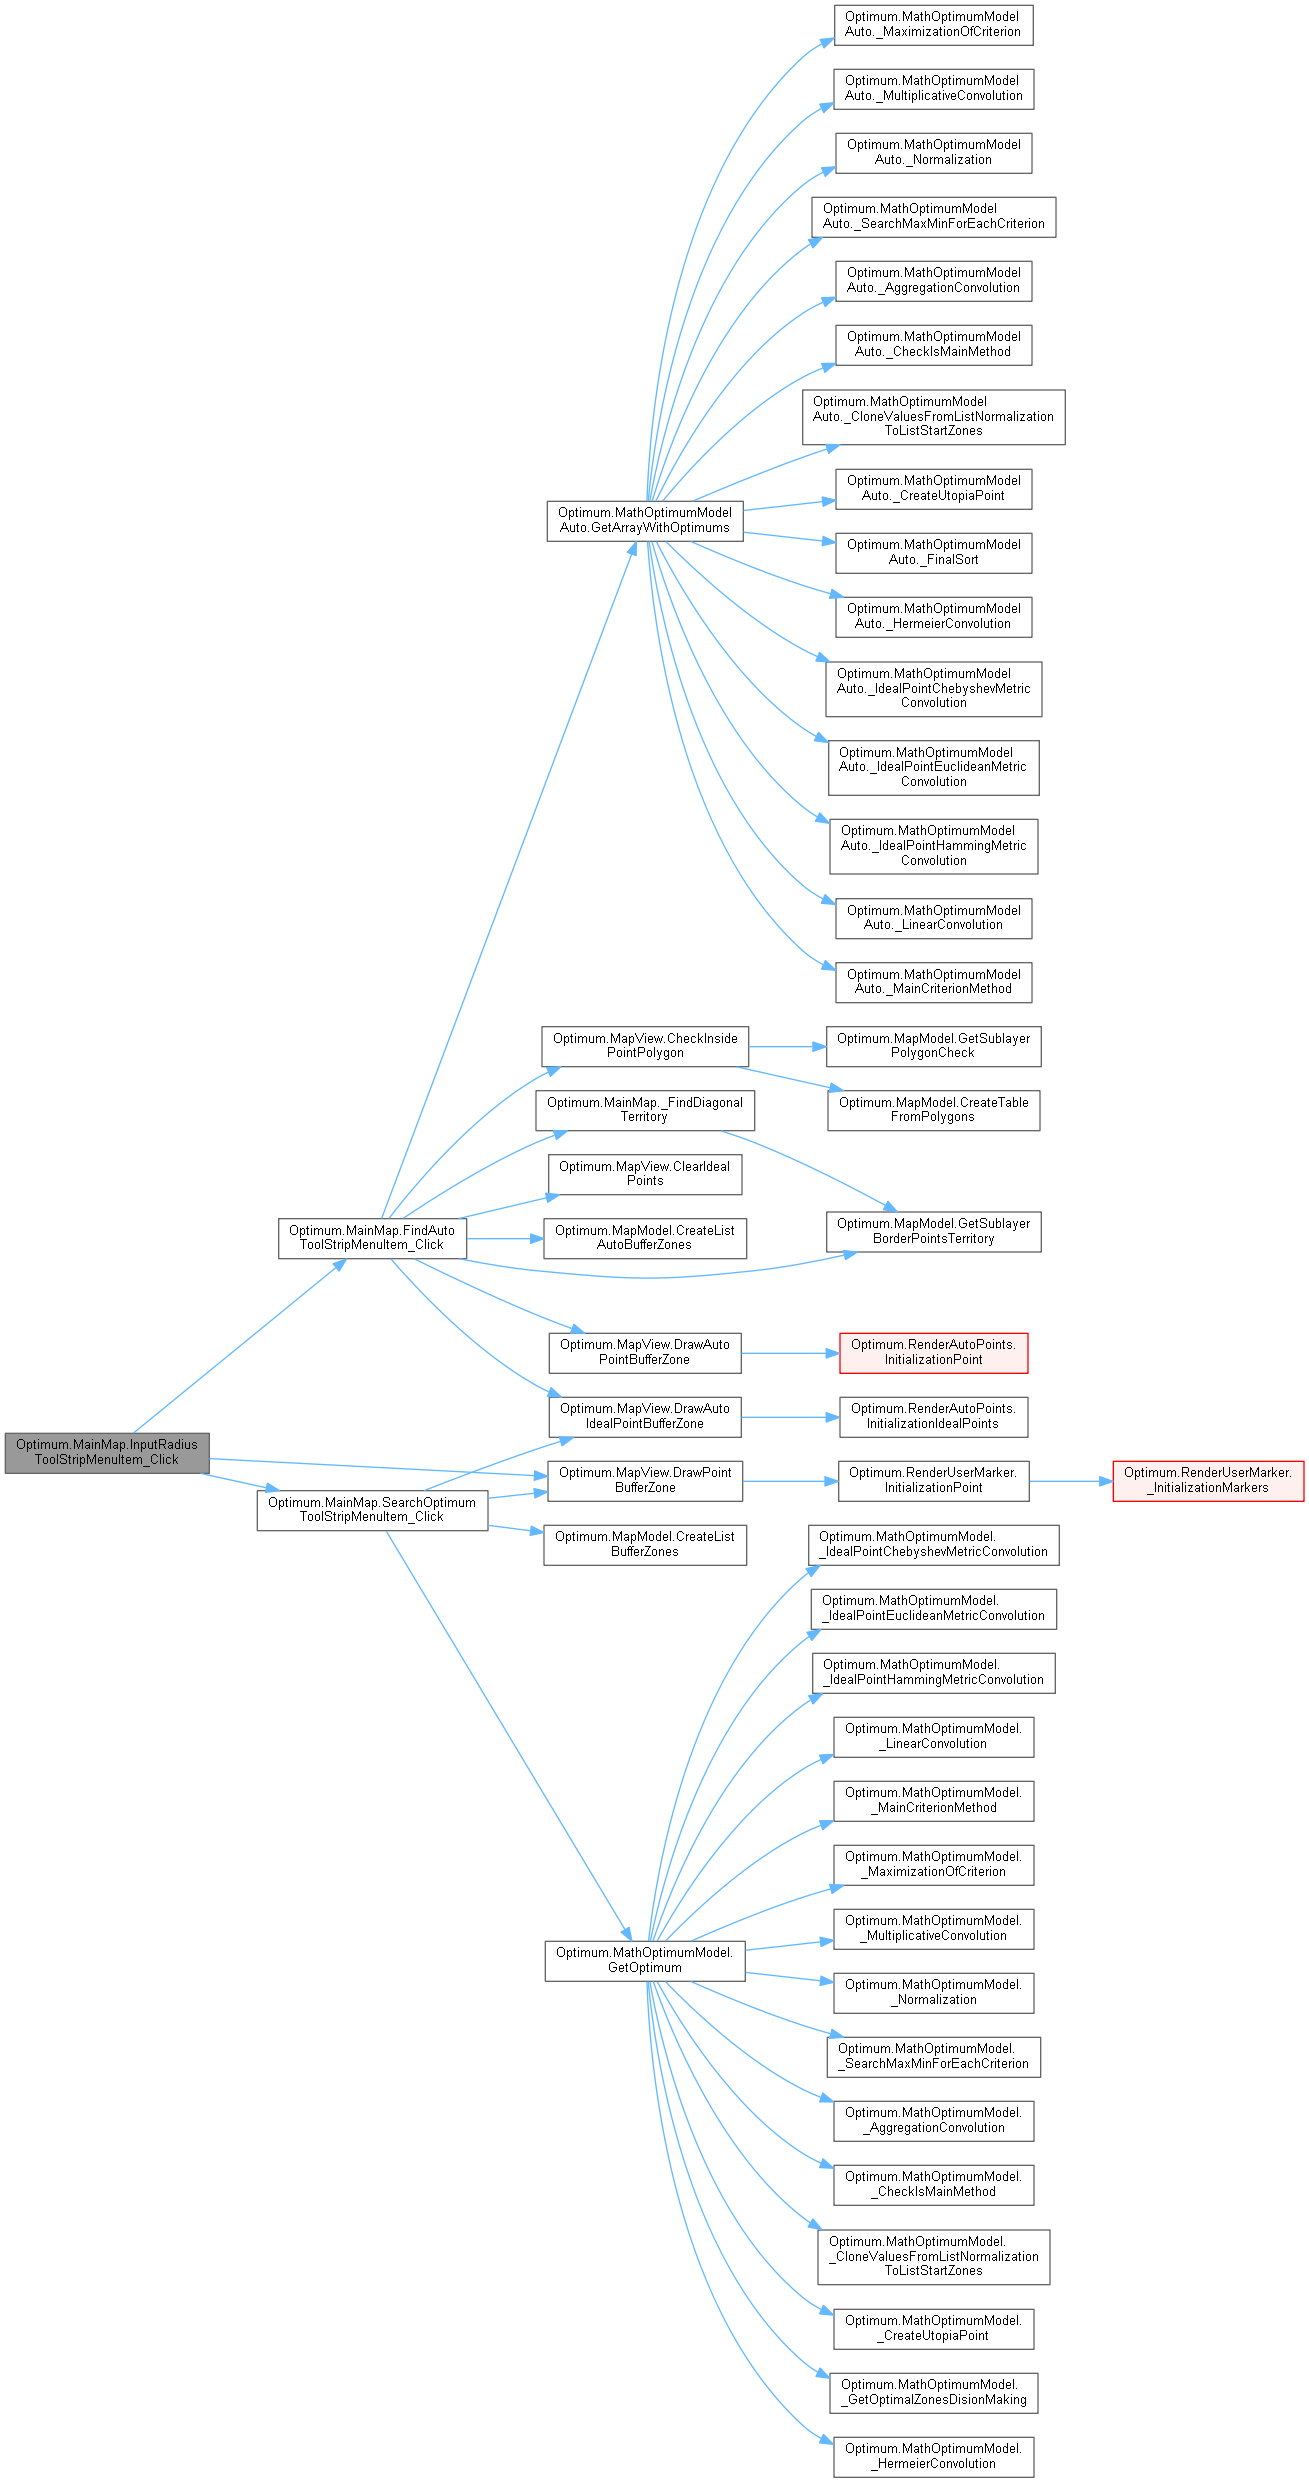 Optimum.MathOptimumModel
Auto._MaximizationOfCriterion
Optimum.MathOptimumModel
Auto._MultiplicativeConvolution
Optimum.MathOptimumModel
Auto._Normalization
Optimum.MathOptimumModel
Auto._SearchMaxMinForEachCriterion
Optimum.MathOptimumModel
Auto._AggregationConvolution
Optimum.MathOptimumModel
Auto._CheckIsMainMethod
Optimum.MathOptimumModel
Auto._CloneValuesFromListNormalization
ToListStartZones
Optimum.MathOptimumModel
Auto._CreateUtopiaPoint
Optimum.MathOptimumModel
Auto.GetArrayWithOptimums
Optimum.MathOptimumModel
Auto._FinalSort
Optimum.MathOptimumModel
Auto._HermeierConvolution
Optimum.MathOptimumModel
Auto._IdealPointChebyshevMetric
Convolution
Optimum.MathOptimumModel
Auto._IdealPointEuclideanMetric
Convolution
Optimum.MathOptimumModel
Auto._IdealPointHammingMetric
Convolution
Optimum.MathOptimumModel
Auto._LinearConvolution
Optimum.MathOptimumModel
Auto._MainCriterionMethod
Optimum.MapView.CheckInside
PointPolygon
Optimum.MapModel.GetSublayer
PolygonCheck
Optimum.MainMap._FindDiagonal
Territory
Optimum.MapModel.CreateTable
FromPolygons
Optimum.MapView.ClearIdeal
Points
Optimum.MainMap.FindAuto
ToolStripMenuItem_Click
Optimum.MapModel.CreateList
AutoBufferZones
Optimum.MapModel.GetSublayer
BorderPointsTerritory
Optimum.MapView.DrawAuto
PointBufferZone
Optimum.RenderAutoPoints.
InitializationPoint
Optimum.MapView.DrawAuto
IdealPointBufferZone
Optimum.RenderAutoPoints.
InitializationIdealPoints
Optimum.MainMap.InputRadius
ToolStripMenuItem_Click
Optimum.MapView.DrawPoint
BufferZone
Optimum.RenderUserMarker.
InitializationPoint
Optimum.RenderUserMarker.
_InitializationMarkers
Optimum.MainMap.SearchOptimum
ToolStripMenuItem_Click
Optimum.MapModel.CreateList
BufferZones
Optimum.MathOptimumModel.
_IdealPointChebyshevMetricConvolution
Optimum.MathOptimumModel.
_IdealPointEuclideanMetricConvolution
Optimum.MathOptimumModel.
_IdealPointHammingMetricConvolution
Optimum.MathOptimumModel.
_LinearConvolution
Optimum.MathOptimumModel.
_MainCriterionMethod
Optimum.MathOptimumModel.
_MaximizationOfCriterion
Optimum.MathOptimumModel.
_MultiplicativeConvolution
Optimum.MathOptimumModel.
GetOptimum
Optimum.MathOptimumModel.
_Normalization
Optimum.MathOptimumModel.
_SearchMaxMinForEachCriterion
Optimum.MathOptimumModel.
_AggregationConvolution
Optimum.MathOptimumModel.
_CheckIsMainMethod
Optimum.MathOptimumModel.
_CloneValuesFromListNormalization
ToListStartZones
Optimum.MathOptimumModel.
_CreateUtopiaPoint
Optimum.MathOptimumModel.
_GetOptimalZonesDisionMaking
Optimum.MathOptimumModel.
_HermeierConvolution